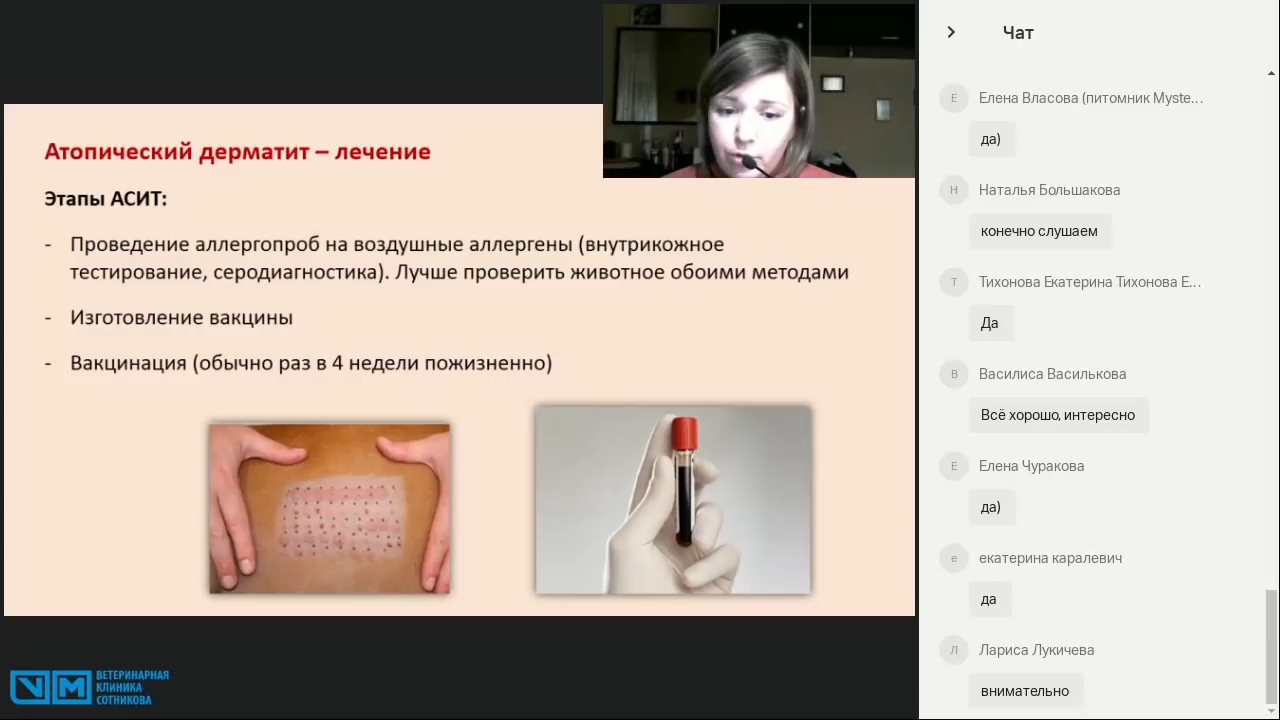 Атопический дерматит – лечение
Этапы АСИТ:
- Проведение аллергопроб на воздушные аллергены (внутрикожное
тестирование, серодиагностика). Лучше проверить животное обоими методами
- Изготовление вакцины
- Вакцинация (обычно раз в 4 недели пожизненно)
VM
ВЕТЕРИНАРНАЯ
КЛИНИКА
СОТНИКОВА
Чат
Е
Елена Власова (питомник Myste...
да)
Н
Наталья Большакова
конечно слушаем
Т
Тихонова Екатерина Тихонова Е...
Да
В
Василиса Василькова
Всё хорошо, интересно
Е
Елена Чуракова
да)
е
екатерина каралевич
да
Л
Лариса Лукичева
внимательно